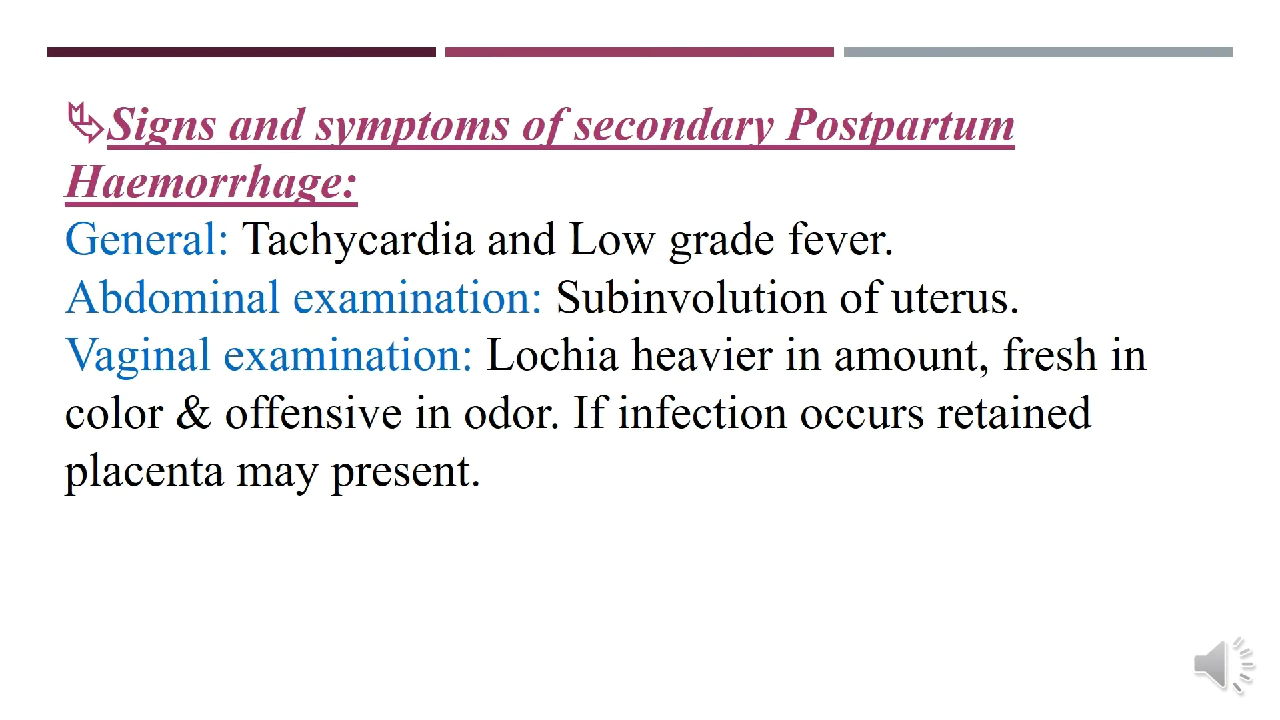 Signs and symptoms of secondary Postpartum
Haemorrhage:
General: Tachycardia and Low grade fever.
Abdominal examination: Subinvolution of uterus.
Vaginal examination: Lochia heavier in amount, fresh in
color & offensive in odor. If infection occurs retained
placenta may present.